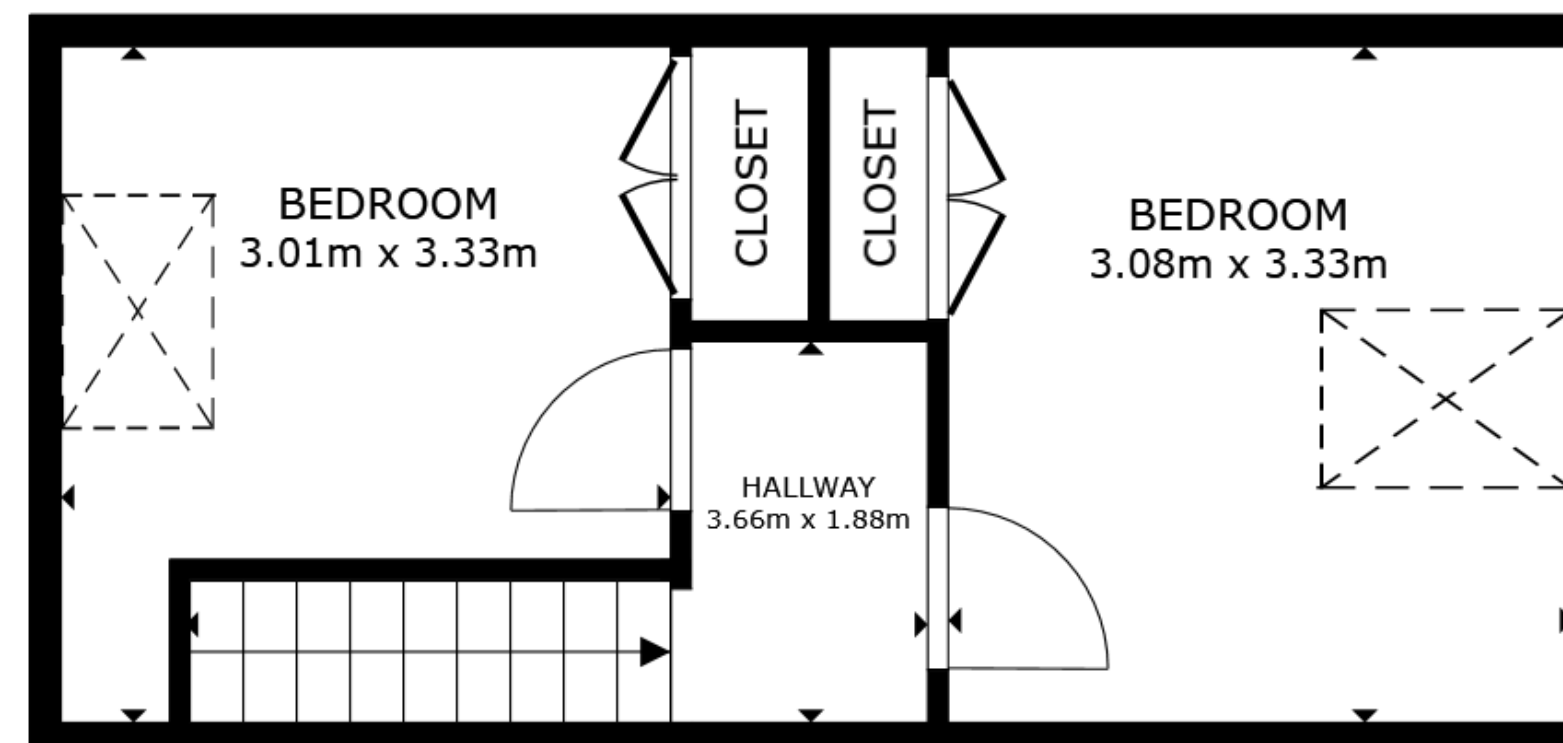 BEDROOM
3.01m x 3.33m
CLOSET
CLOSET
BEDROOM
3.08m x 3.33m
HALLWAY
3.66m x 1.88m